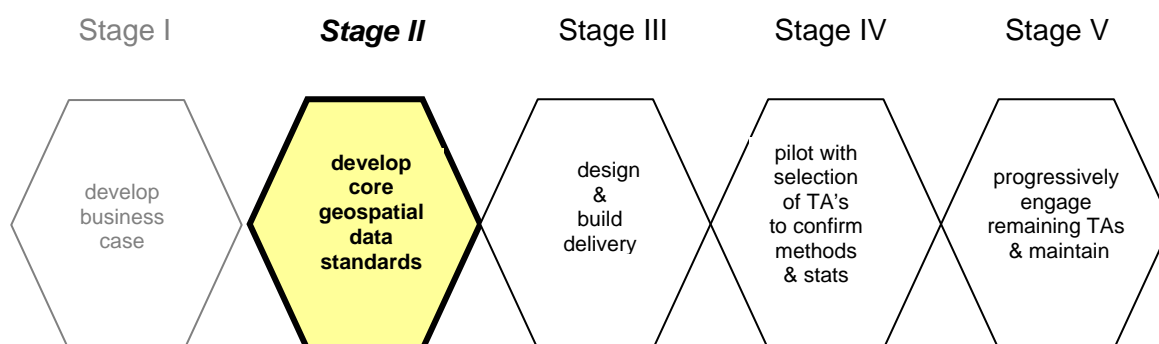 Stage I
Stage II
Stage III
Stage IV
Stage V
develop
business
case
develop
core
geospatial
data
standards
design
&
build
delivery
pilot with
selection
of TA's
to confirm
methods
& stats
progressively
engage
remaining TAs
& maintain